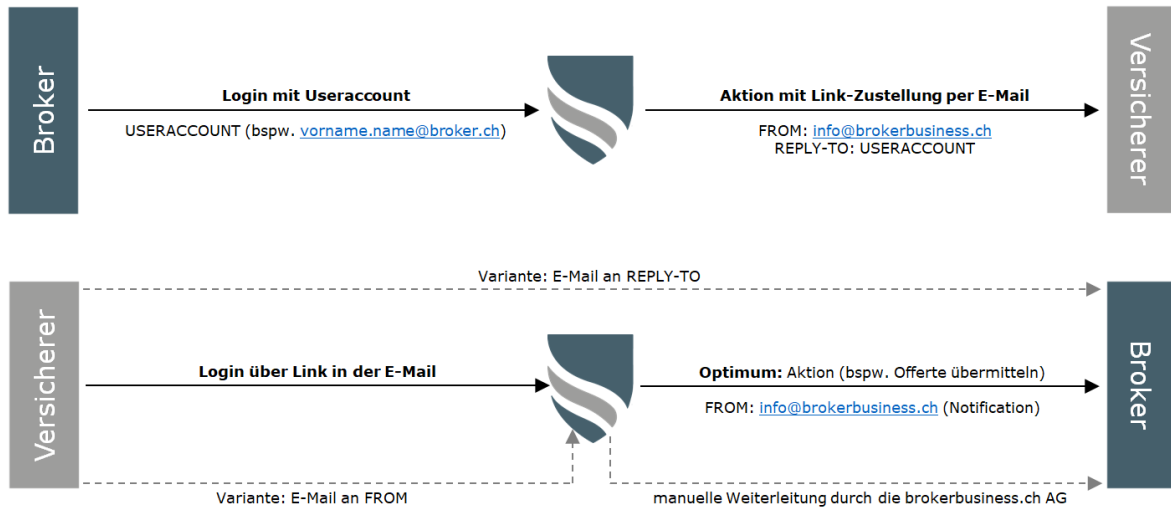 Broker
Login mit Useraccount
USERACCOUNT (bspw. vorname.name@broker.ch)
Aktion mit Link-Zustellung per E-Mail
FROM: info@brokerbusiness.ch
REPLY-TO: USERACCOUNT
Versicherer
Versicherer
Variante: E-Mail an REPLY-TO
Login über Link in der E-Mail
Optimum: Aktion (bspw. Offerte übermitteln)
FROM: info@brokerbusiness.ch (Notification)
Broker
Variante: E-Mail an FROM
manuelle Weiterleitung durch die brokerbusiness.ch AG